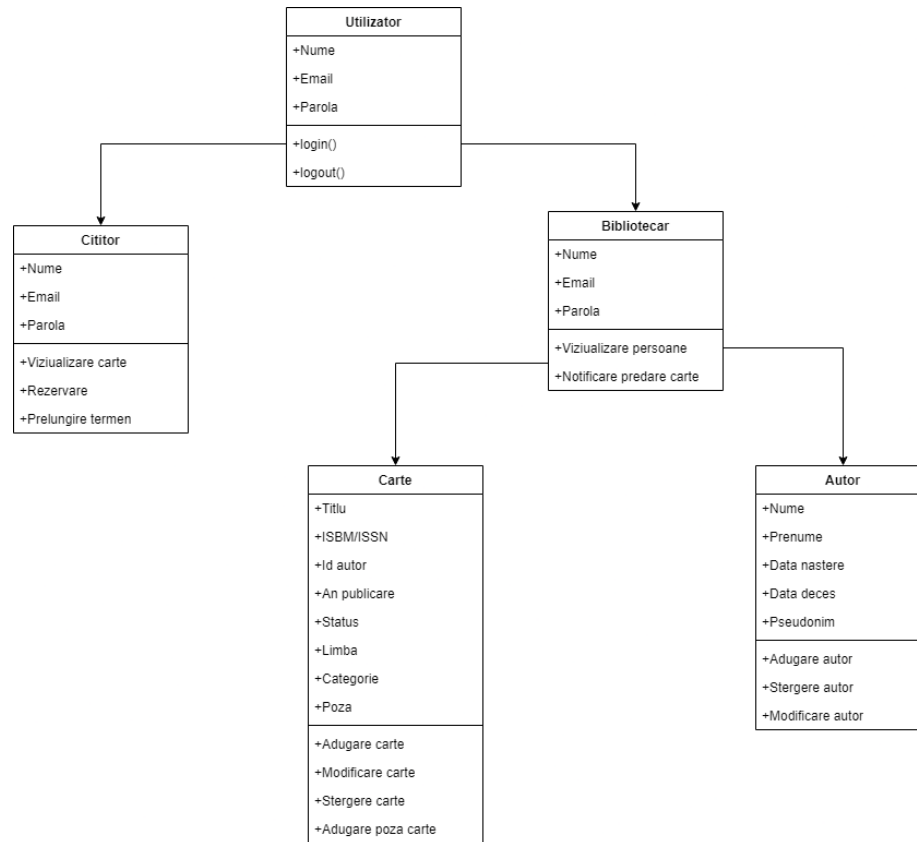 Utilizator
+Nume
+Email
+Parola
+login()
+logout()
Cititor
+Nume
+Email
+Parola
+Viziualizare carte
+Rezervare
+Prelungire termen
Bibliotecar
+Nume
+Email
+Parola
+Viziualizare persoane
+Notificare predare carte
Carte
+Titlu
+ISBM/ISSN
+Id autor
+An publicare
+Status
+Limba
+Categorie
+Poza
+Adugare carte
+Modificare carte
+Stergere carte
+Adugare poza carte
Autor
+Nume
+Prenume
+Data nastere
+Data deces
+Pseudonim
+Adugare autor
+Stergere autor
+Modificare autor